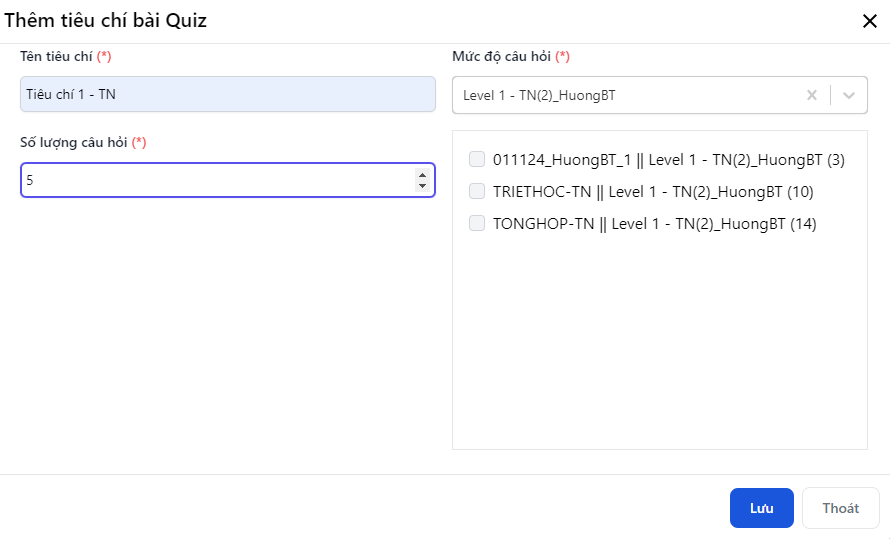 Thêm tiêu chí bài Quiz
Tên tiêu chí (*)
Tiêu chí 1 - TN
Số lượng câu hỏi (*)
5
Mức độ câu hỏi (*)
Level 1 - TN(2)_HuongBT
011124_HuongBT_1 || Level 1 - TN(2)_HuongBT (3)
TRIETHOC-TN || Level 1 - TN(2)_HuongBT (10)
TONGHOP-TN || Level 1 - TN(2)_HuongBT (14)
Lưu
Thoát